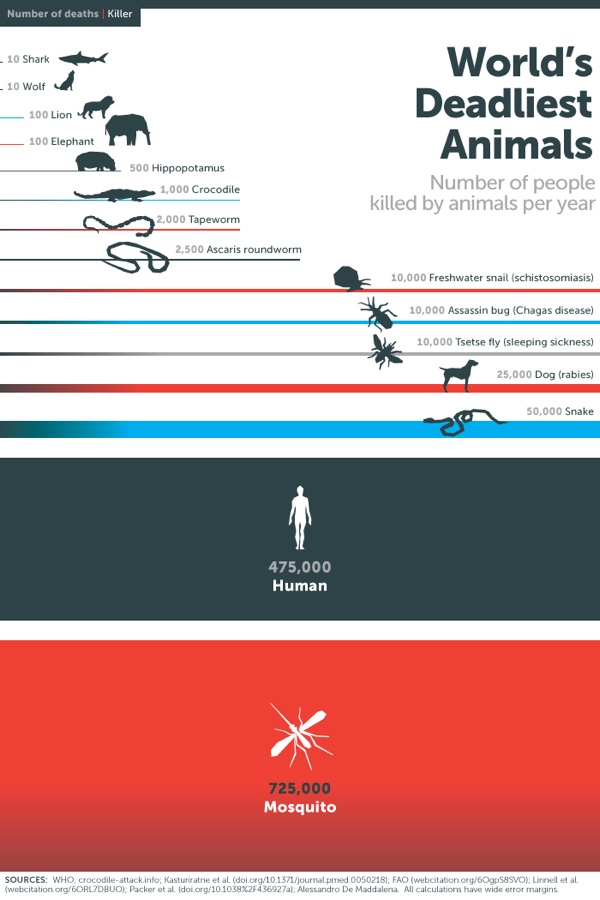 Number of deaths | Killer
World's
Deadliest
Animals
Number of people
killed by animals per year
10 Shark
10 Wolf
100 Lion
100 Elephant
500 Hippopotamus
1,000 Crocodile
2,000 Tapeworm
2,500 Ascaris roundworm
10,000 Freshwater snail (schistosomiasis)
10,000 Assassin bug (Chagas disease)
10,000 Tsetse fly (sleeping sickness)
25,000 Dog (rabies)
50,000 Snake
475,000
Human
725,000
Mosquito
SOURCES: WHO; crocodile-attack.info; Kasturiratne et al. (doi.org/10.1371/journal.pmed.0050218); FAO (webcitation.org/6OgpS8SVO); Linnell et al.
(webcitation.org/6ORL7DBUO); Packer et al. (doi.org/10.1038%2F436927a); Alessandro De Maddalena. All calculations have wide error margins.